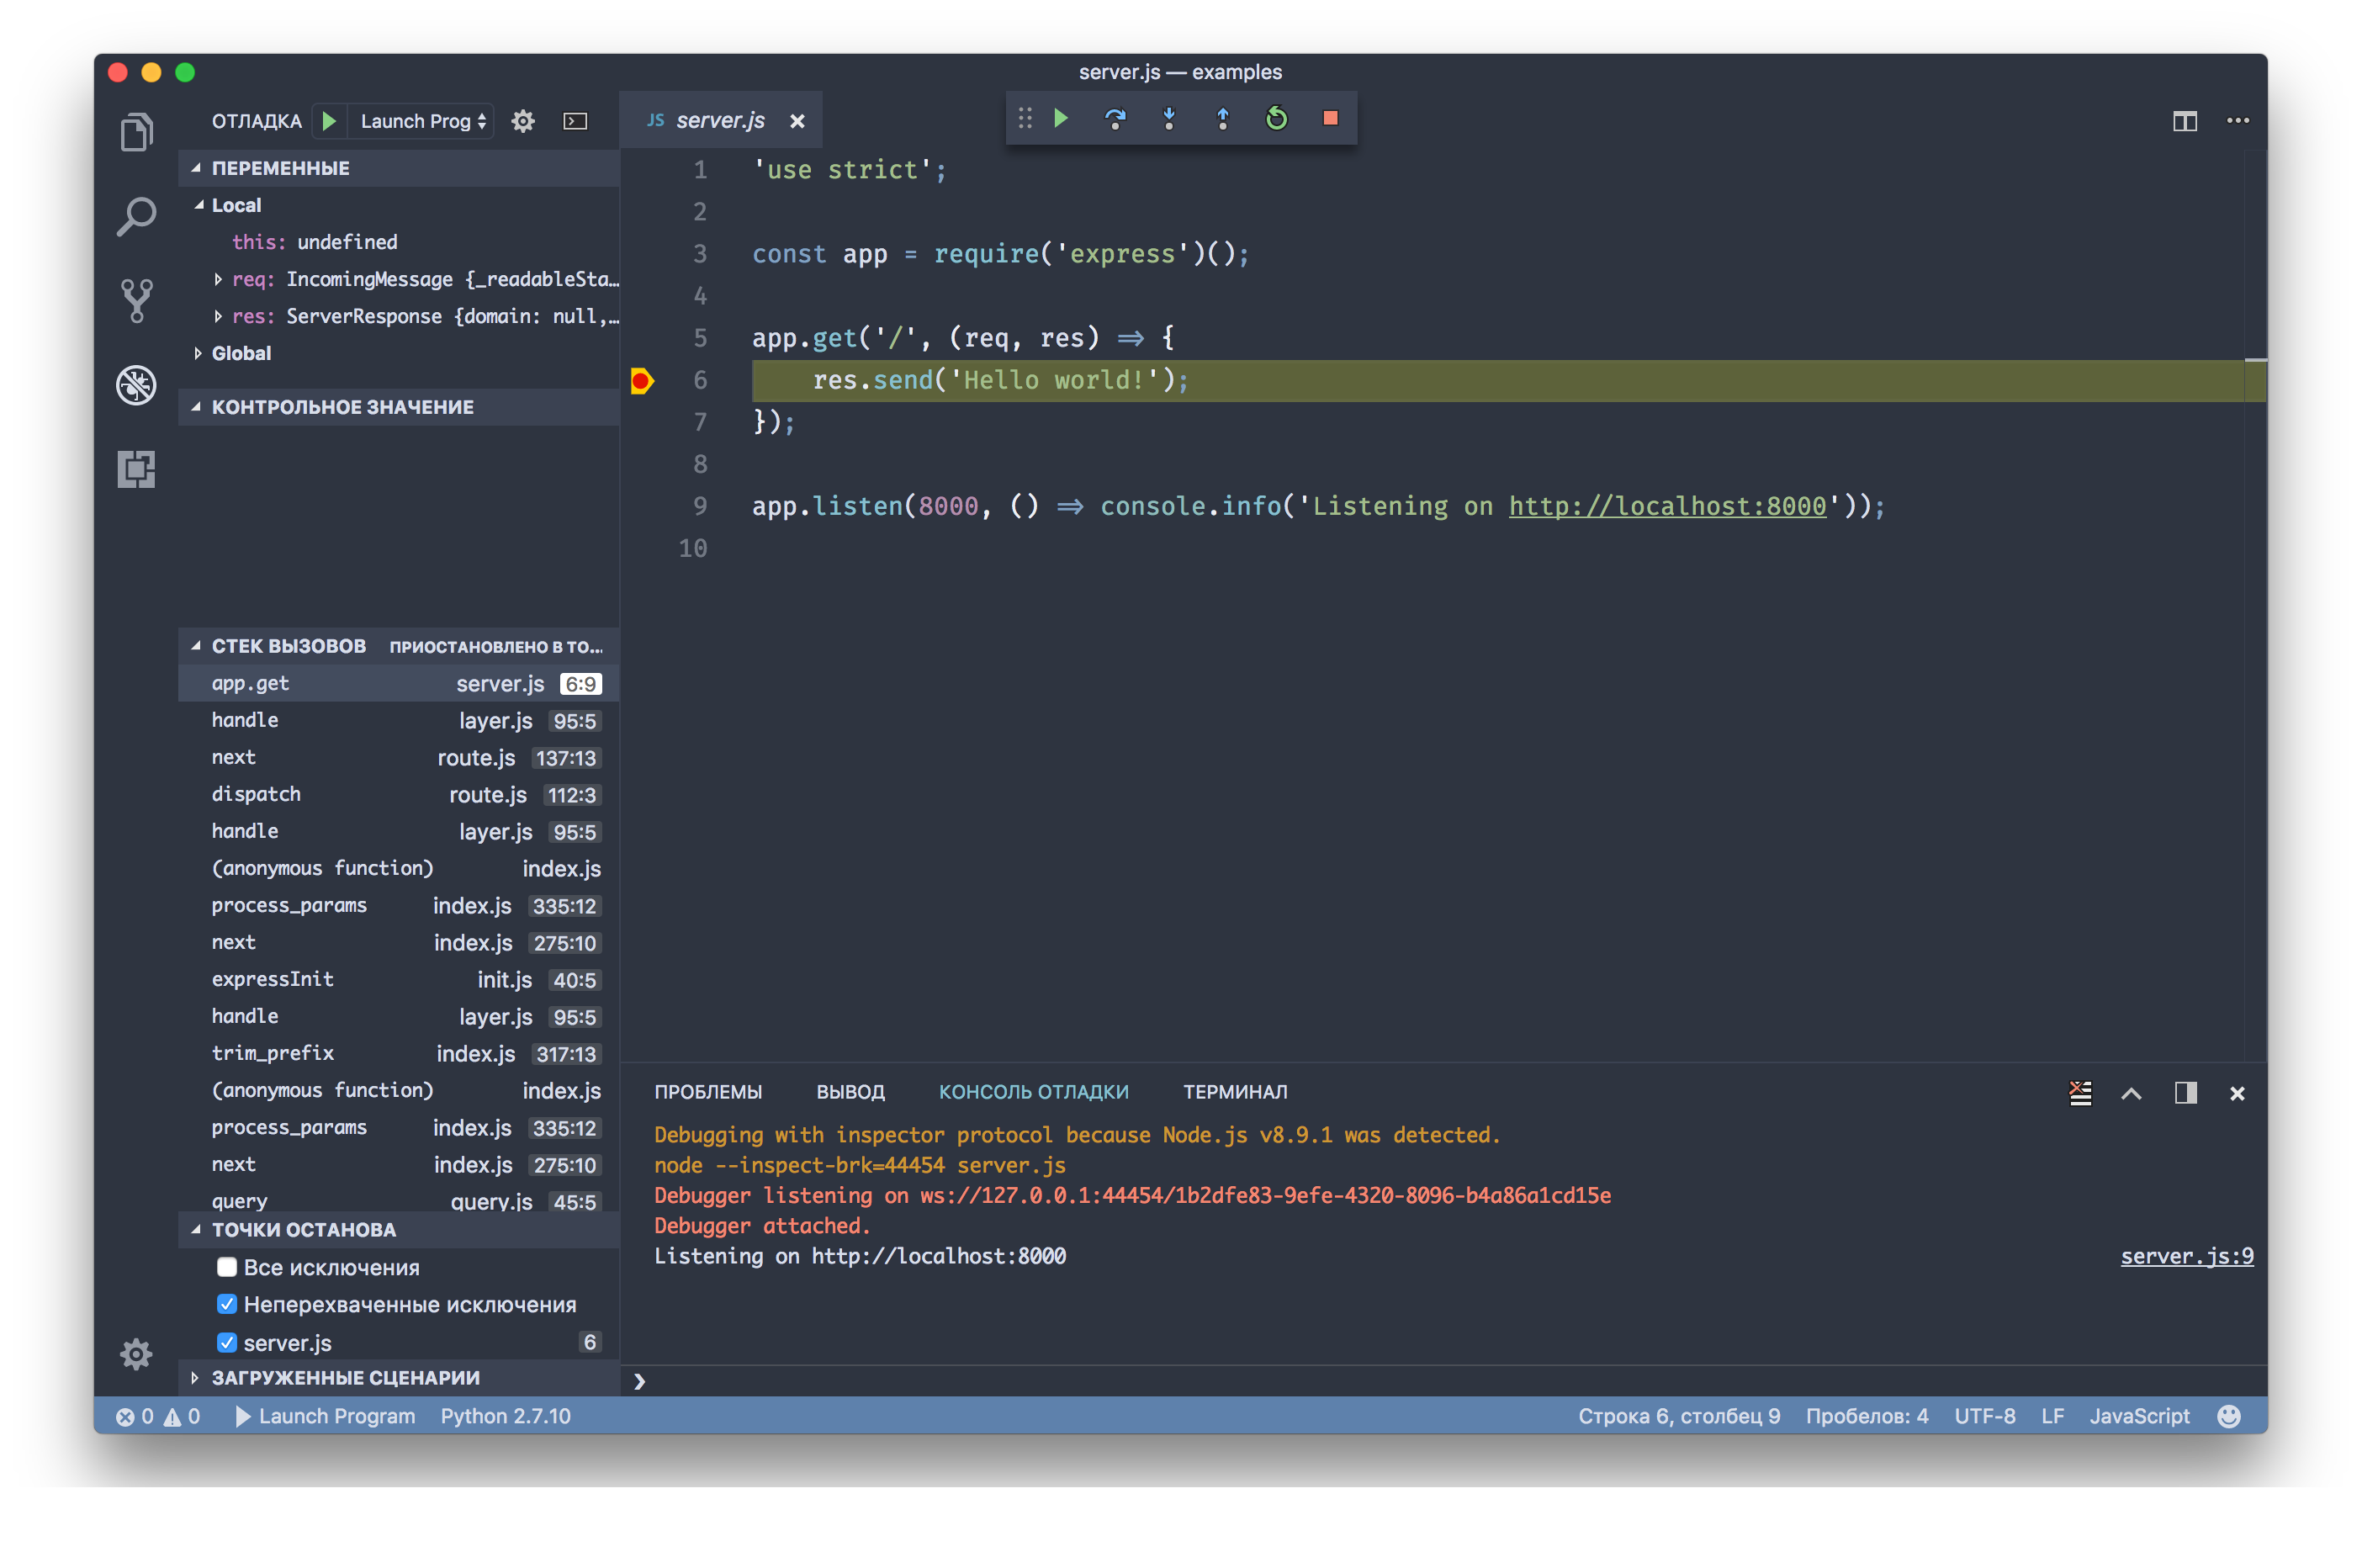 server.js — examples
ОТЛАДКА Launch Prog
JS server.js
ПЕРЕМЕННЫЕ
Local
this: undefined
req: IncomingMessage {_readableSta…
res: ServerResponse {domain: null,…
Global
КОНТРОЛЬНОЕ ЗНАЧЕНИЕ
СТЕК ВЫЗОВОВ ПРИОСТАНОВЛЕНО В ТО…
app.get server.js 6:9
handle layer.js 95:5
next route.js 137:13
dispatch route.js 112:3
handle layer.js 95:5
(anonymous function) index.js
process_params index.js 335:12
next index.js 275:10
expressInit init.js 40:5
handle layer.js 95:5
trim_prefix index.js 317:13
(anonymous function) index.js
process_params index.js 335:12
next index.js 275:10
query query.js 45:5
ТОЧКИ ОСТАНОВА
Все исключения
Неперехваченные исключения
server.js 6
ЗАГРУЖЕННЫЕ СЦЕНАРИИ
1 'use strict';
2
3 const app = require('express')();
4
5 app.get('/', (req, res) => {
6 res.send('Hello world!');
7 });
8
9 app.listen(8000, () => console.info('Listening on http://localhost:8000'));
10
ПРОБЛЕМЫ ВЫВОД КОНСОЛЬ ОТЛАДКИ ТЕРМИНАЛ
Debugging with inspector protocol because Node.js v8.9.1 was detected.
node --inspect-brk=44454 server.js
Debugger listening on ws://127.0.0.1:44454/1b2dfe83-9efe-4320-8096-b4a86a1cd15e
Debugger attached.
Listening on http://localhost:8000 server.js:9
0 0 Launch Program Python 2.7.10 Строка 6, столбец 9 Пробелов: 4 UTF-8 LF JavaScript